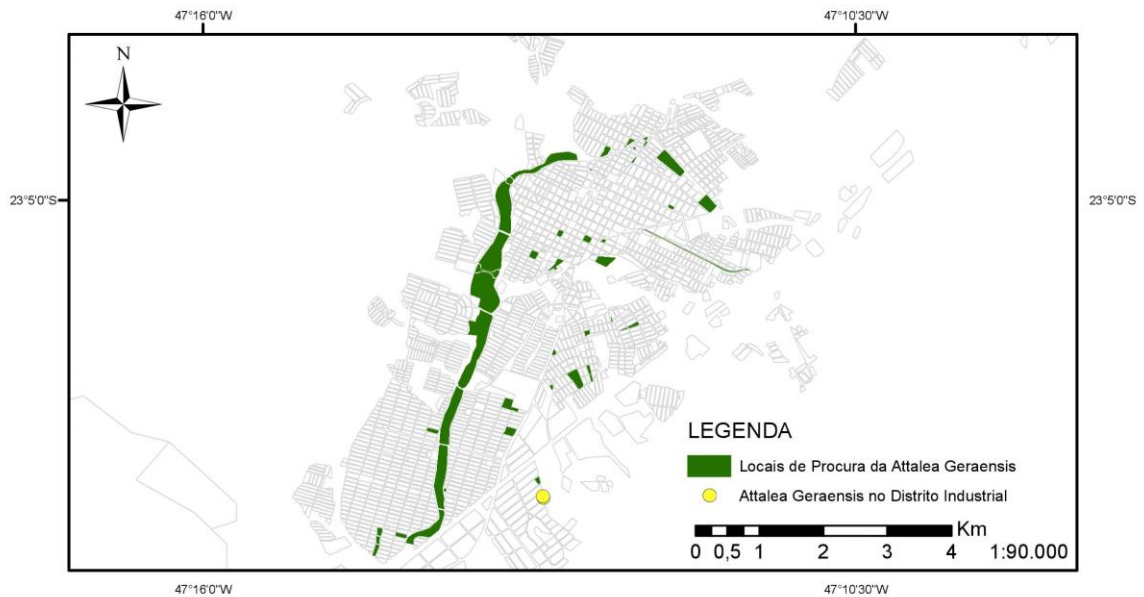 47°16'0"W 47°10'30"W
N
23°5'0"S 23°5'0"S
LEGENDA
Locais de Procura da Attalea Geraensis
Attalea Geraensis no Distrito Industrial
Km
0 0,5 1 2 3 4 1:90.000
47°16'0"W 47°10'30"W